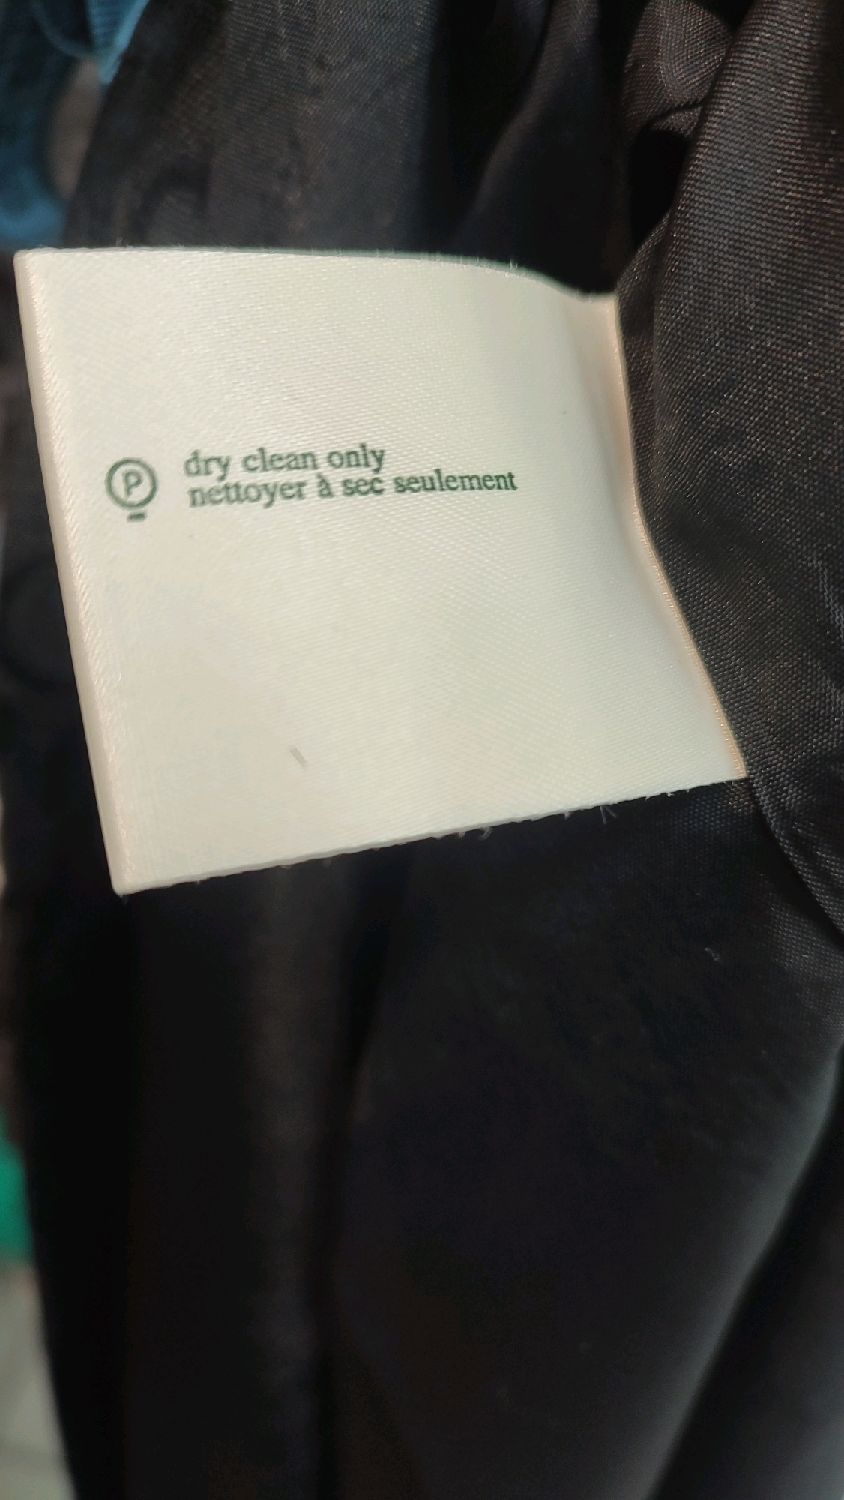 P
dry clean only
nettoyer à sec seulement